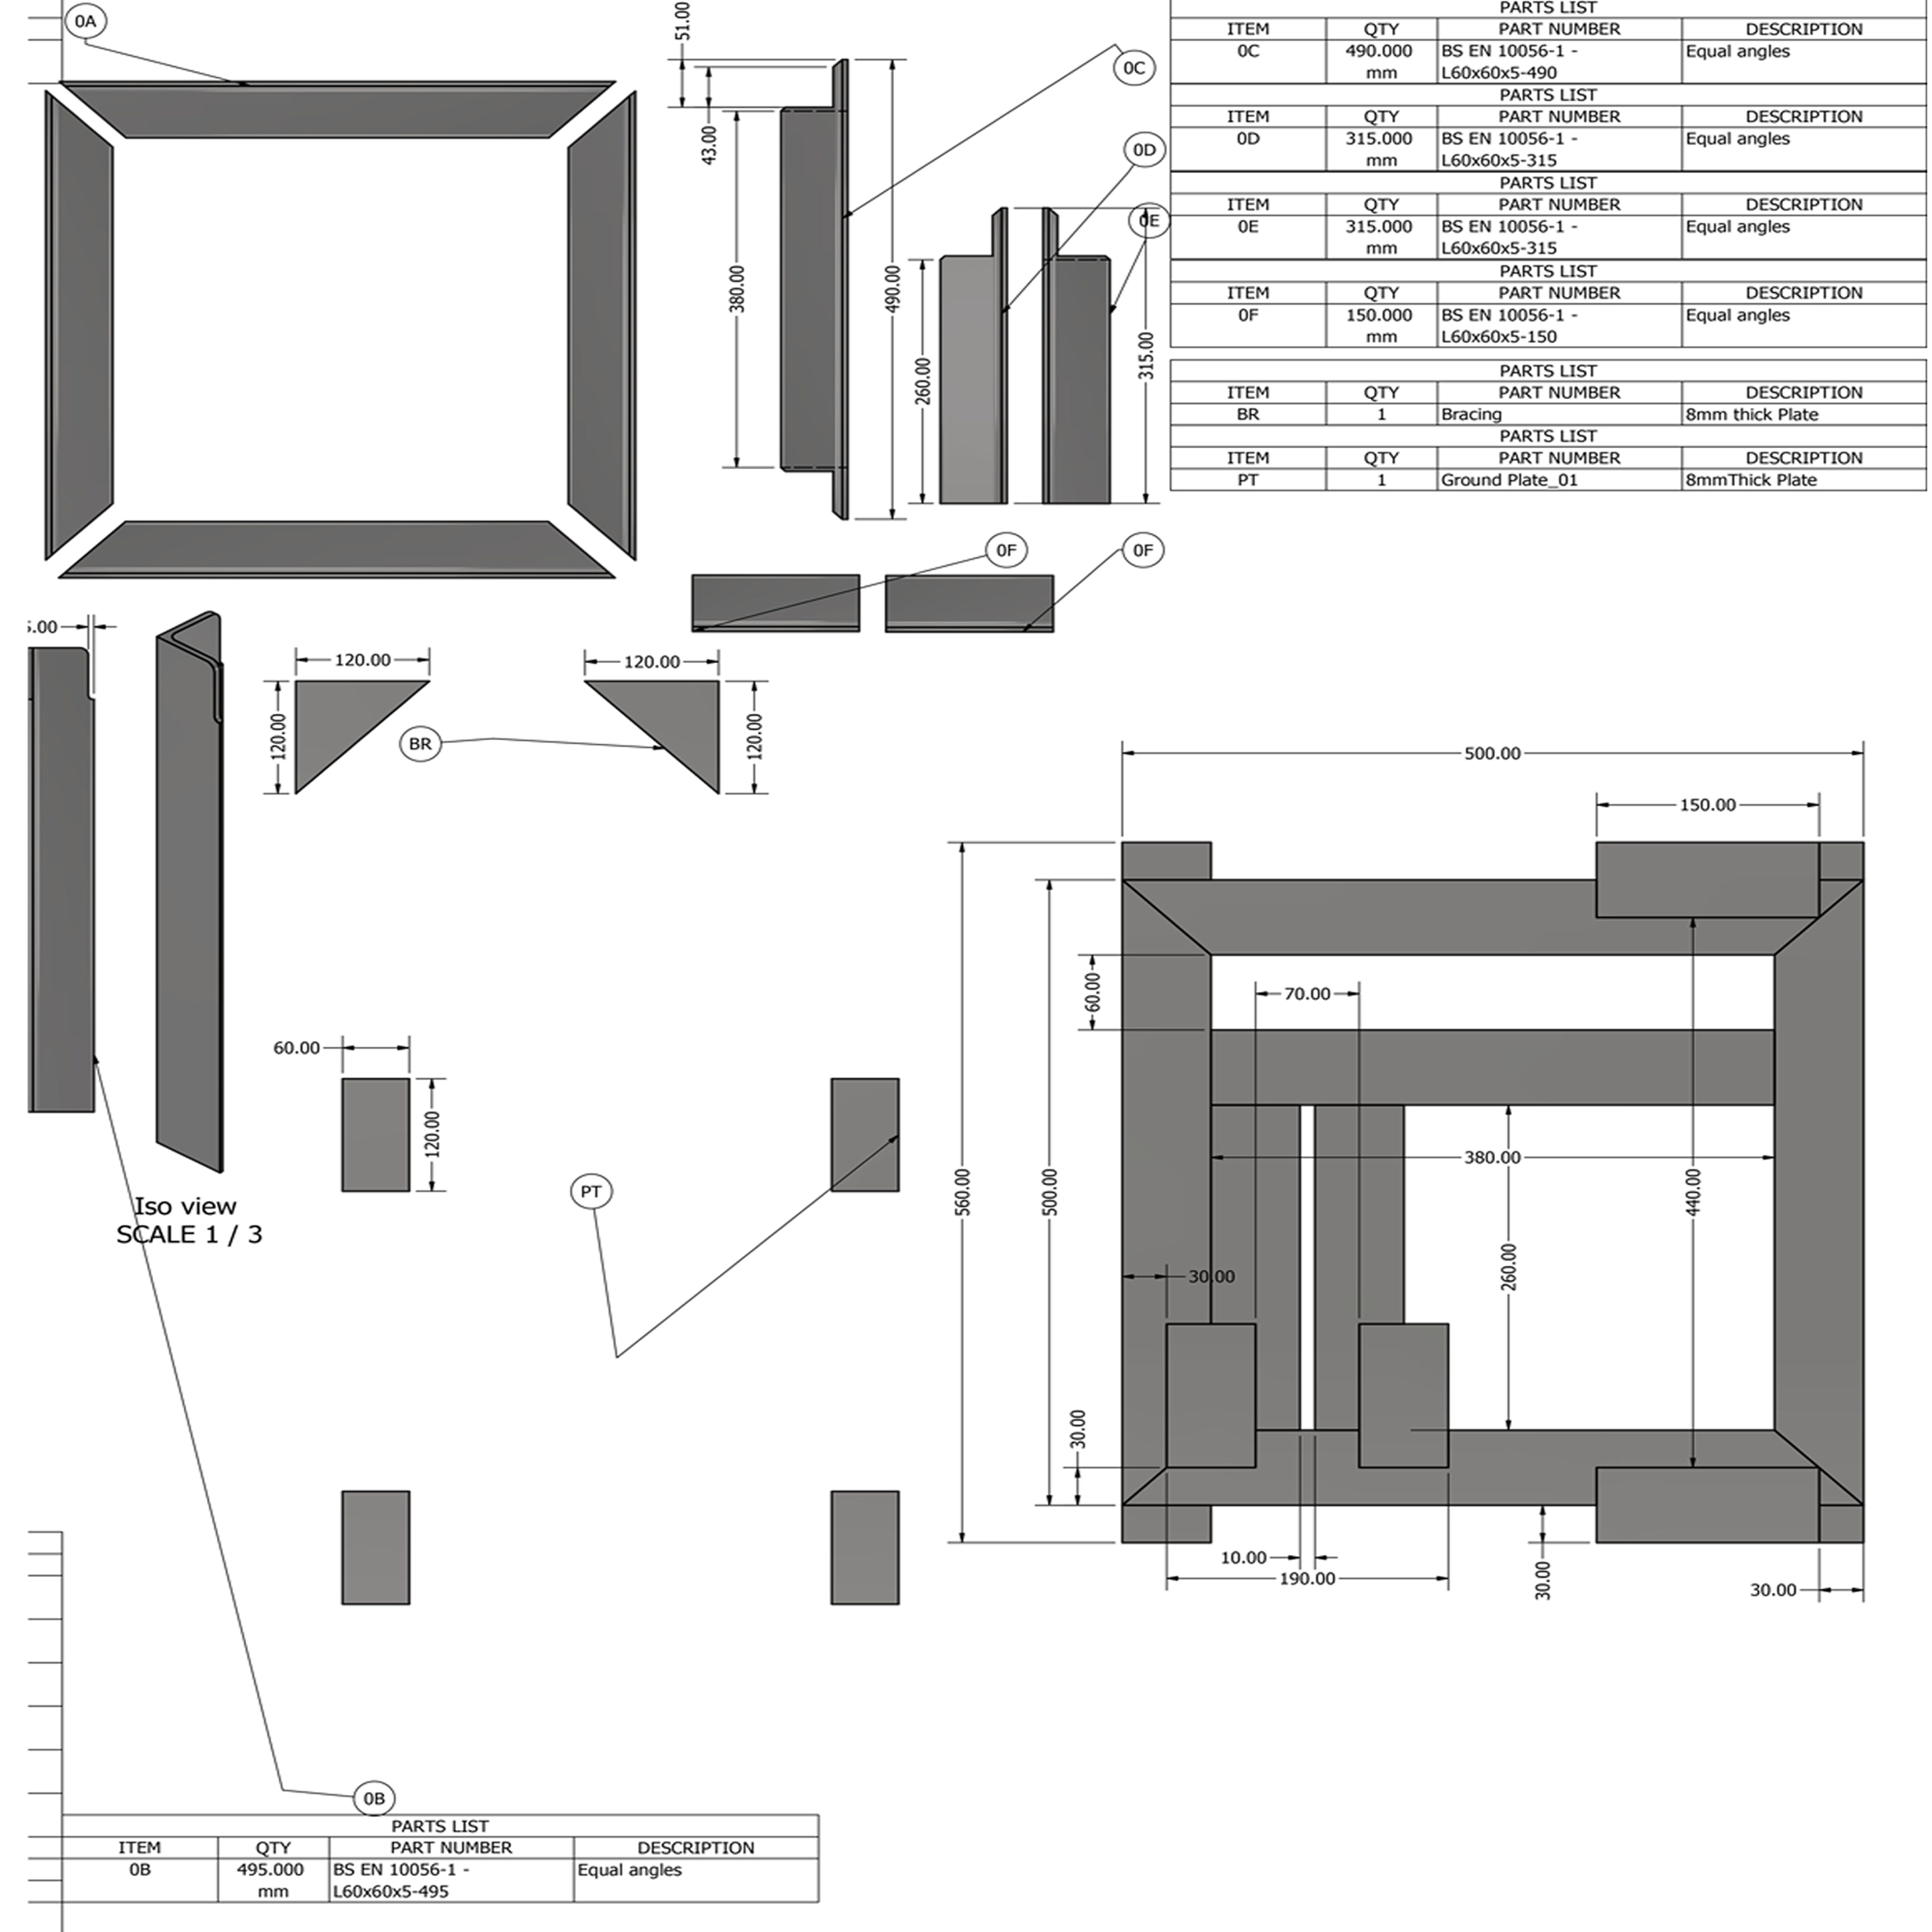 0A
51.00
43.00
380.00
490.00
0C
0D
0E
260.00
315.00
0F
0F
PARTS LIST
ITEM QTY PART NUMBER DESCRIPTION
0C 490.000 BS EN 10056-1 - Equal angles
mm L60x60x5-490
PARTS LIST
ITEM QTY PART NUMBER DESCRIPTION
0D 315.000 BS EN 10056-1 - Equal angles
mm L60x60x5-315
PARTS LIST
ITEM QTY PART NUMBER DESCRIPTION
0E 315.000 BS EN 10056-1 - Equal angles
mm L60x60x5-315
PARTS LIST
ITEM QTY PART NUMBER DESCRIPTION
0F 150.000 BS EN 10056-1 - Equal angles
mm L60x60x5-150
PARTS LIST
ITEM QTY PART NUMBER DESCRIPTION
BR 1 Bracing 8mm thick Plate
PARTS LIST
ITEM QTY PART NUMBER DESCRIPTION
PT 1 Ground Plate_01 8mmThick Plate
120.00
120.00
120.00
120.00
BR
60.00
120.00
PT
Iso view
SCALE 1 / 3
500.00
150.00
60.00
70.00
560.00
500.00
380.00
440.00
260.00
30.00
30.00
10.00
190.00
30.00
30.00
0B
PARTS LIST
ITEM QTY PART NUMBER DESCRIPTION
0B 495.000 BS EN 10056-1 - Equal angles
mm L60x60x5-495